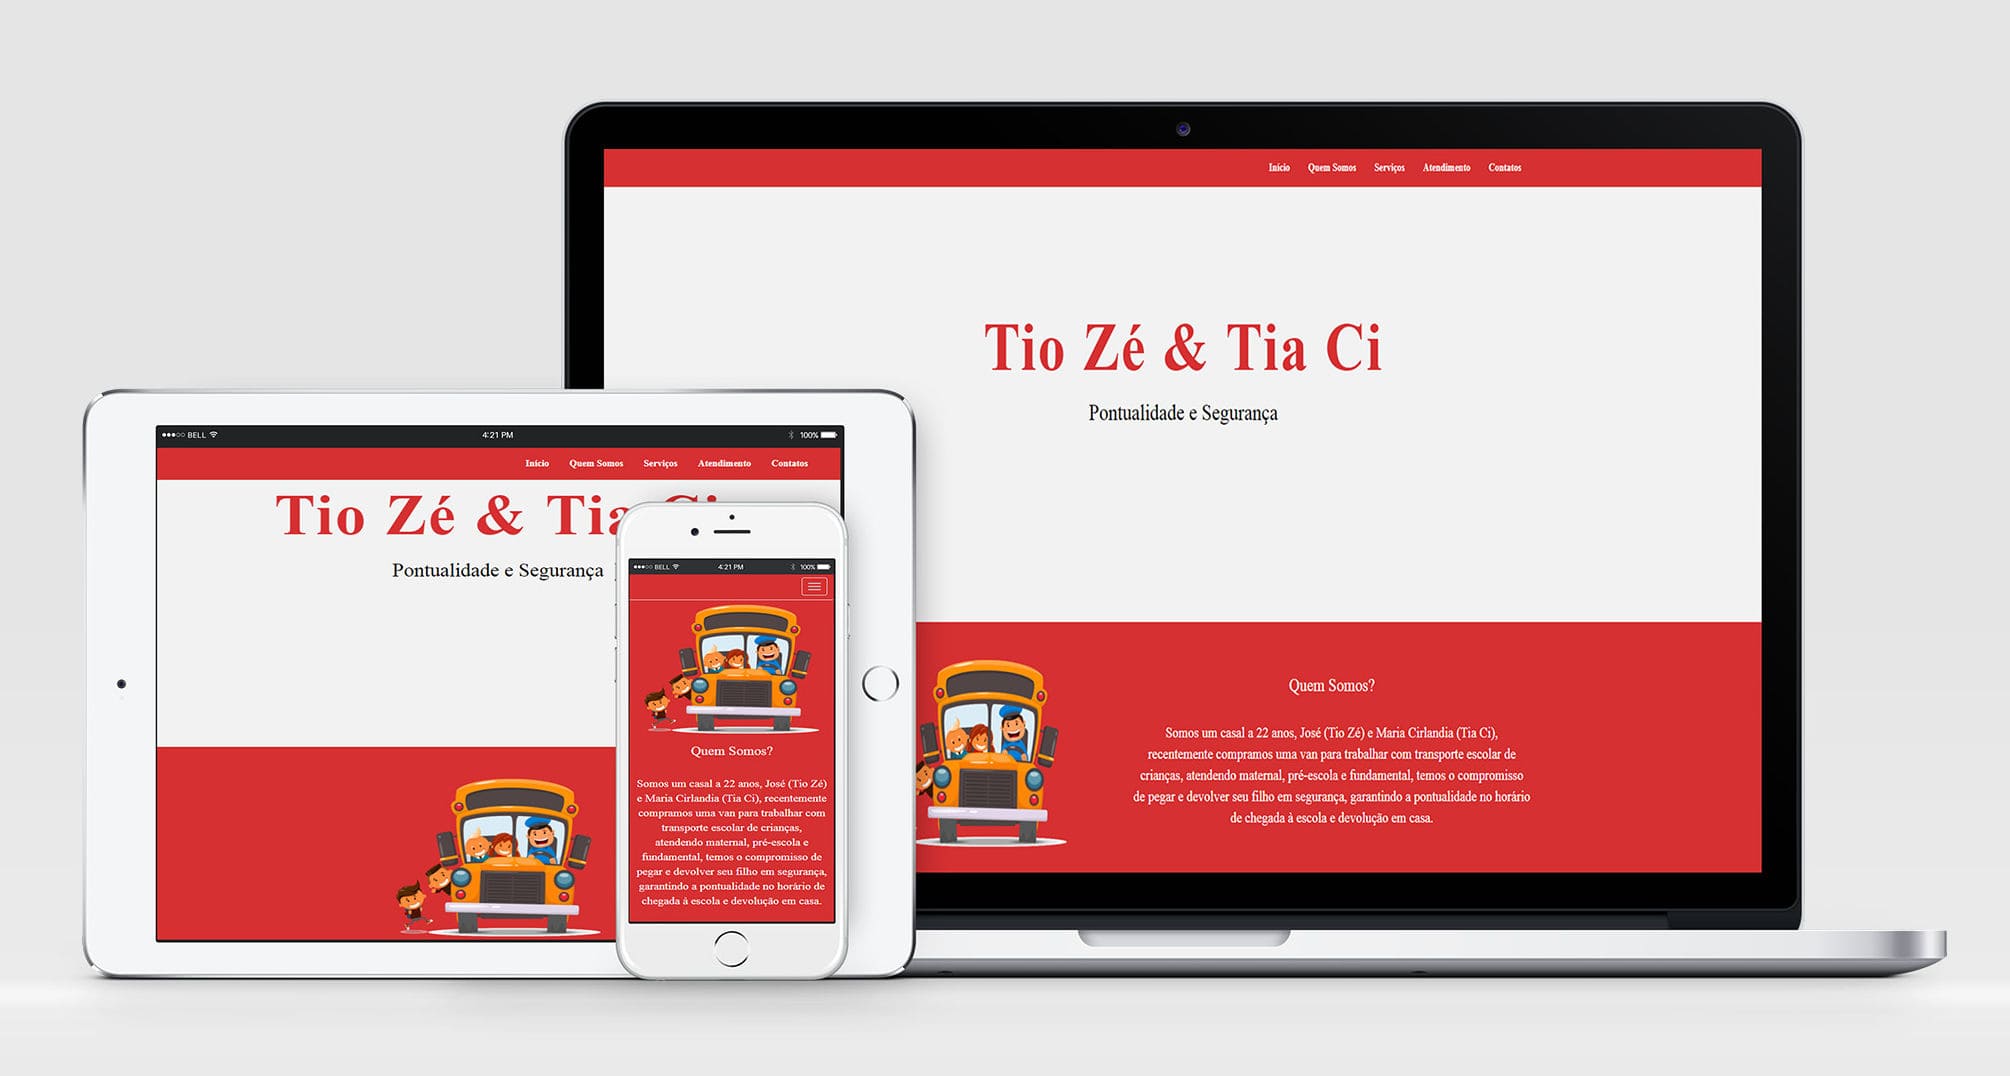 Início Quem Somos Serviços Atendimento Contatos
Tio Zé & Tia Ci
Pontualidade e Segurança
Quem Somos?
Somos um casal a 22 anos, José (Tio Zé) e Maria Cirlandia (Tia Ci),
recentemente compramos uma van para trabalhar com transporte escolar de
crianças, atendendo maternal, pré-escola e fundamental, temos o compromisso
de pegar e devolver seu filho em segurança, garantindo a pontualidade no horário
de chegada à escola e devolução em casa.
BELL 4:21 PM 100%
Início Quem Somos Serviços Atendimento Contatos
Tio Zé & Tia
Pontualidade e Segurança
BELL 4:21 PM 100%
Quem Somos?
Somos um casal a 22 anos, José (Tio Zé)
e Maria Cirlandia (Tia Ci), recentemente
compramos uma van para trabalhar com
transporte escolar de crianças,
atendendo maternal, pré-escola e
fundamental, temos o compromisso de
pegar e devolver seu filho em segurança,
garantindo a pontualidade no horário de
chegada à escola e devolução em casa.